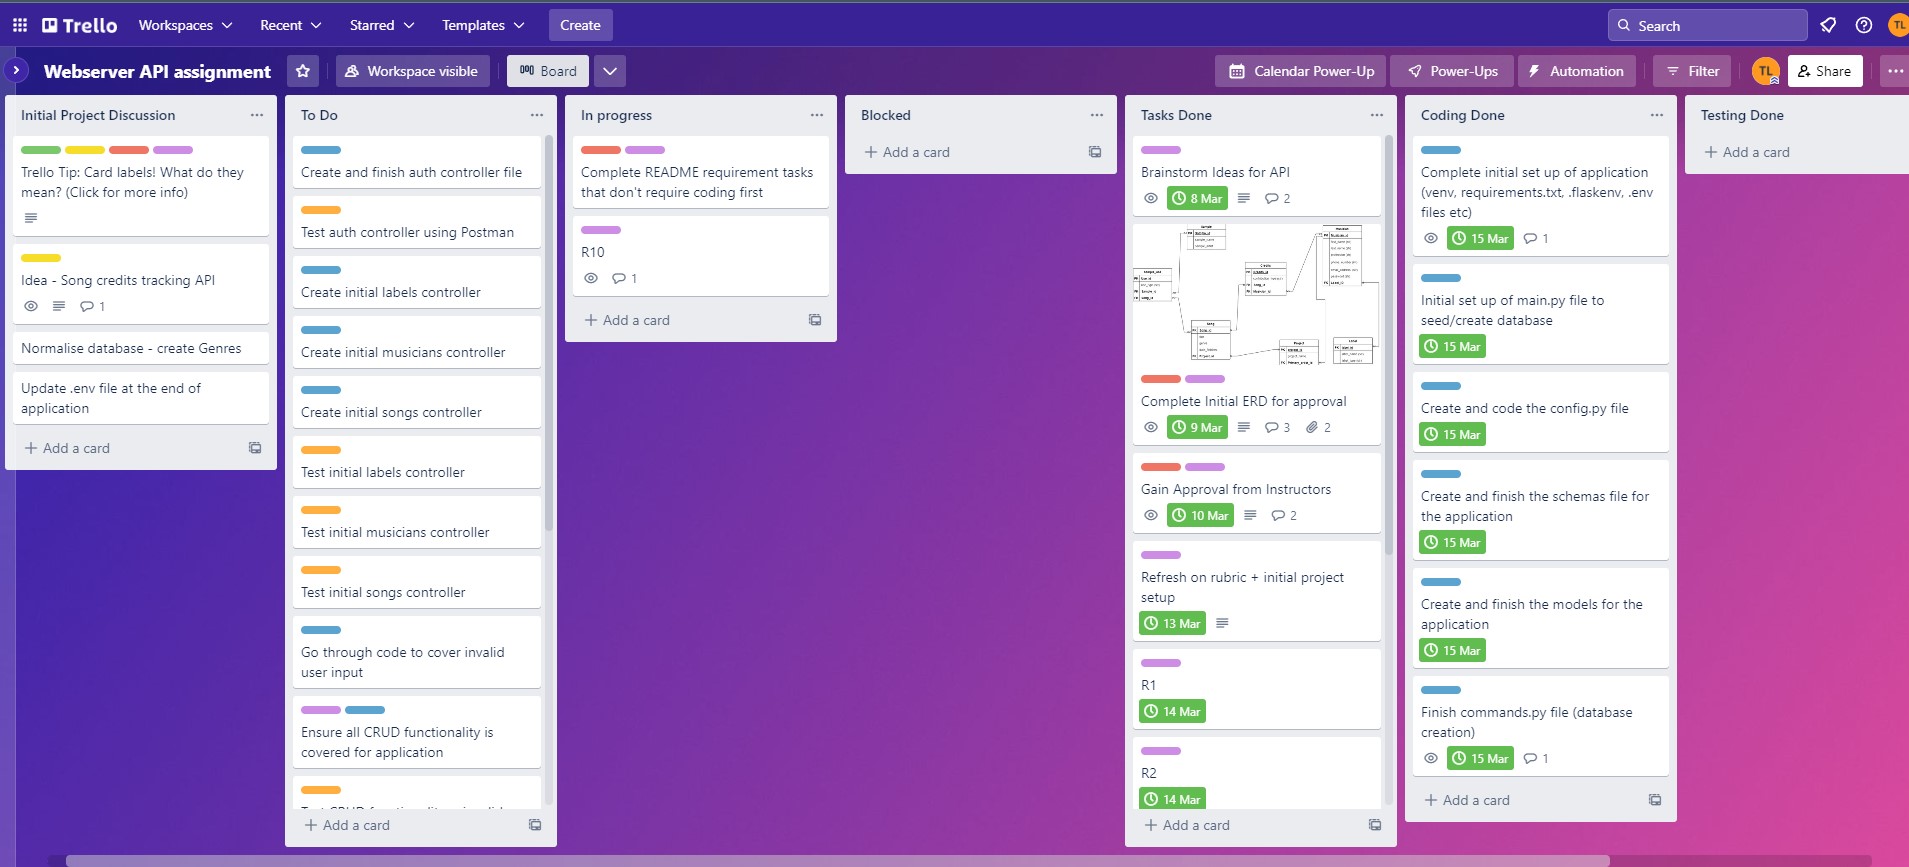 Trello
Workspaces
Recent
Starred
Templates
Create
Search
TL
Webserver API assignment
Workspace visible
Board
Calendar Power-Up
Power-Ups
Automation
Filter
TL
Share
Initial Project Discussion
Trello Tip: Card labels! What do they
mean? (Click for more info)
Idea - Song credits tracking API
1
Normalise database - create Genres
Update .env file at the end of
application
Add a card
To Do
Create and finish auth controller file
Test auth controller using Postman
Create initial labels controller
Create initial musicians controller
Create initial songs controller
Test initial labels controller
Test initial musicians controller
Test initial songs controller
Go through code to cover invalid
user input
Ensure all CRUD functionality is
covered for application
Add a card
In progress
Complete README requirement tasks
that don't require coding first
R10
1
Add a card
Blocked
Add a card
Tasks Done
Brainstorm Ideas for API
8 Mar
2
Complete Initial ERD for approval
9 Mar
3
2
Gain Approval from Instructors
10 Mar
2
Refresh on rubric + initial project
setup
13 Mar
R1
14 Mar
R2
14 Mar
Add a card
Coding Done
Complete initial set up of application
(venv, requirements.txt, .flaskenv, .env
files etc)
15 Mar
1
Initial set up of main.py file to
seed/create database
15 Mar
Create and code the config.py file
15 Mar
Create and finish the schemas file for
the application
15 Mar
Create and finish the models for the
application
15 Mar
Finish commands.py file (database
creation)
15 Mar
1
Add a card
Testing Done
Add a card